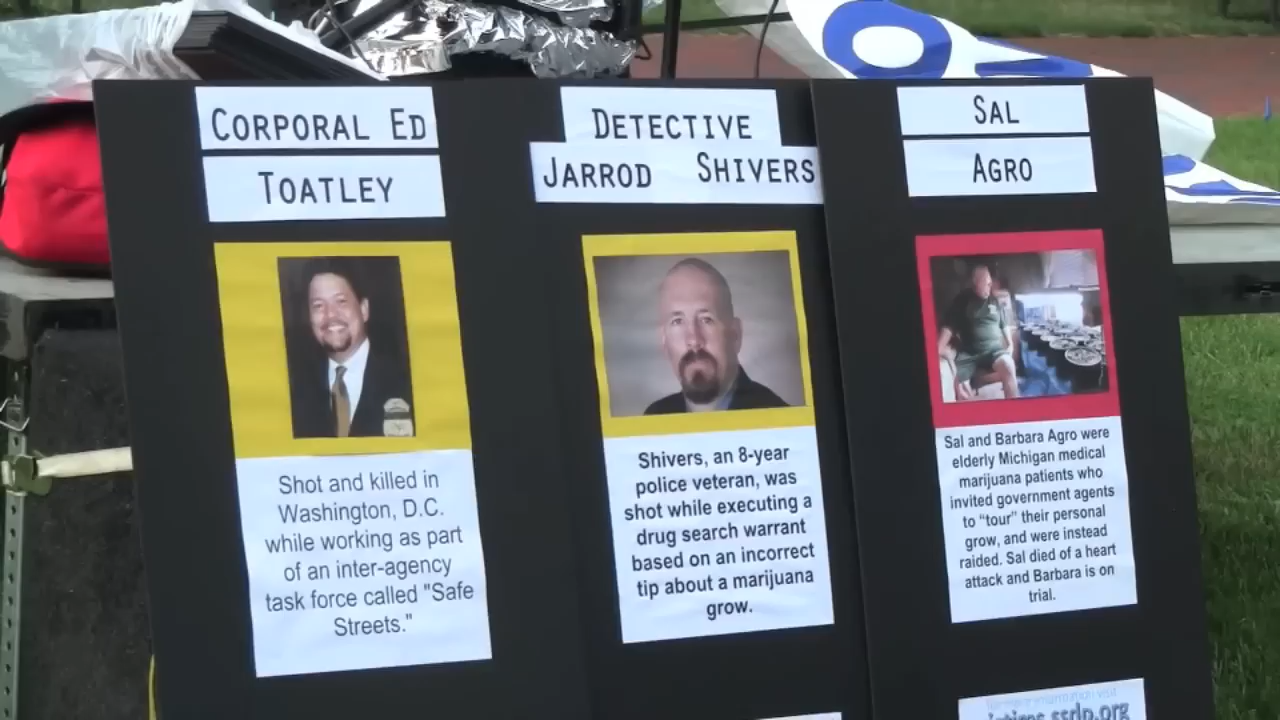 CORPORAL ED
TOATLEY
Shot and killed in
Washington, D.C.
while working as part
of an inter-agency
task force called "Safe
Streets."
DETECTIVE
JARROD SHIVERS
Shivers, an 8-year
police veteran, was
shot while executing a
drug search warrant
based on an incorrect
tip about a marijuana
grow.
SAL
AGRO
Sal and Barbara Agro were
elderly Michigan medical
marijuana patients who
invited government agents
to “tour” their personal
grow, and were instead
raided. Sal died of a heart
attack and Barbara is on
trial.
information visit
ssdp.org